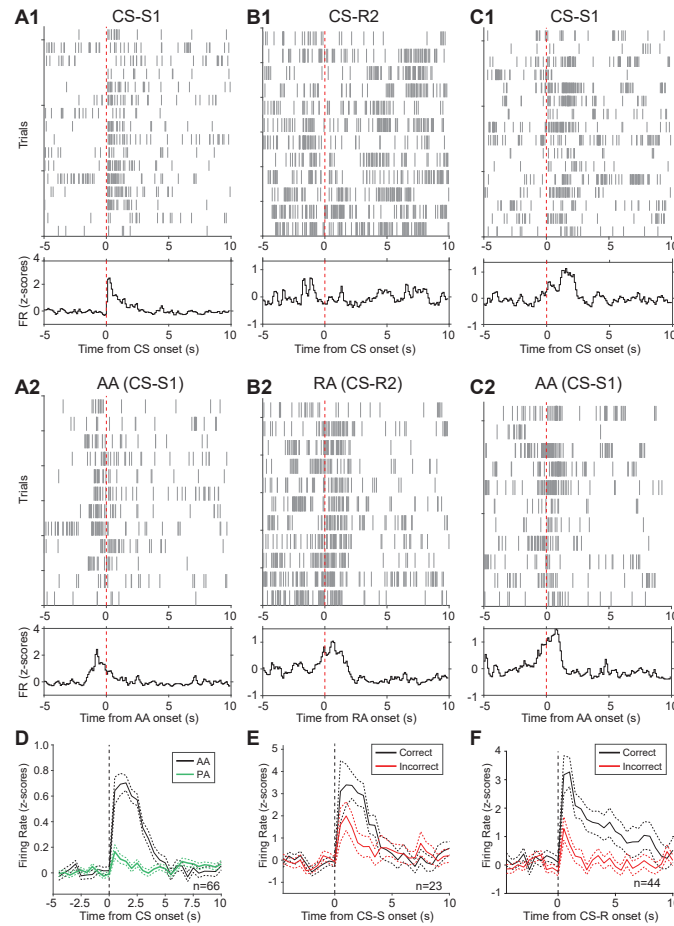 A1 CS-S1 B1 CS-R2 C1 CS-S1
Trials
-5 0 5 10 -5 0 5 10 -5 0 5 10
FR (z-scores)
4
2
0
1
0
-1
1
0
-1
-5 0 5 10 -5 0 5 10 -5 0 5 10
Time from CS onset (s) Time from CS onset (s) Time from CS onset (s)
A2 AA (CS-S1) B2 RA (CS-R2) C2 AA (CS-S1)
Trials
-5 0 5 10 -5 0 5 10 -5 0 5 10
FR (z-scores)
4
2
0
1
0
-1
1
0
-1
-5 0 5 10 -5 0 5 10 -5 0 5 10
Time from AA onset (s) Time from RA onset (s) Time from AA onset (s)
D
Firing Rate (z-scores)
1.0
0.8
0.6
0.4
0.2
0
AA
PA
n=66
-5 -2.5 0 2.5 5 7.5 10
Time from CS onset (s)
E
Firing Rate (z-scores)
5
4
3
2
1
0
-1
Correct
Incorrect
n=23
-5 0 5 10
Time from CS-S onset (s)
F
Firing Rate (z-scores)
4
3
2
1
0
-1
Correct
Incorrect
n=44
-5 0 5 10
Time from CS-R onset (s)